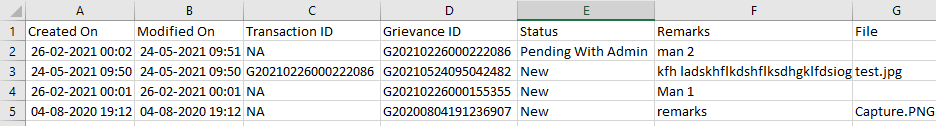 A B C D E F G
1 Created On Modified On Transaction ID Grievance ID Status Remarks File
2 26-02-2021 00:02 24-05-2021 09:51 NA G20210226000222086 Pending With Admin man 2
3 24-05-2021 09:50 24-05-2021 09:50 G20210226000222086 G20210524095042482 New kfh ladskhflkdshflksdhgklfdsiog test.jpg
4 26-02-2021 00:01 26-02-2021 00:01 NA G20210226000155355 New Man 1
5 04-08-2020 19:12 04-08-2020 19:12 NA G20200804191236907 New remarks Capture.PNG